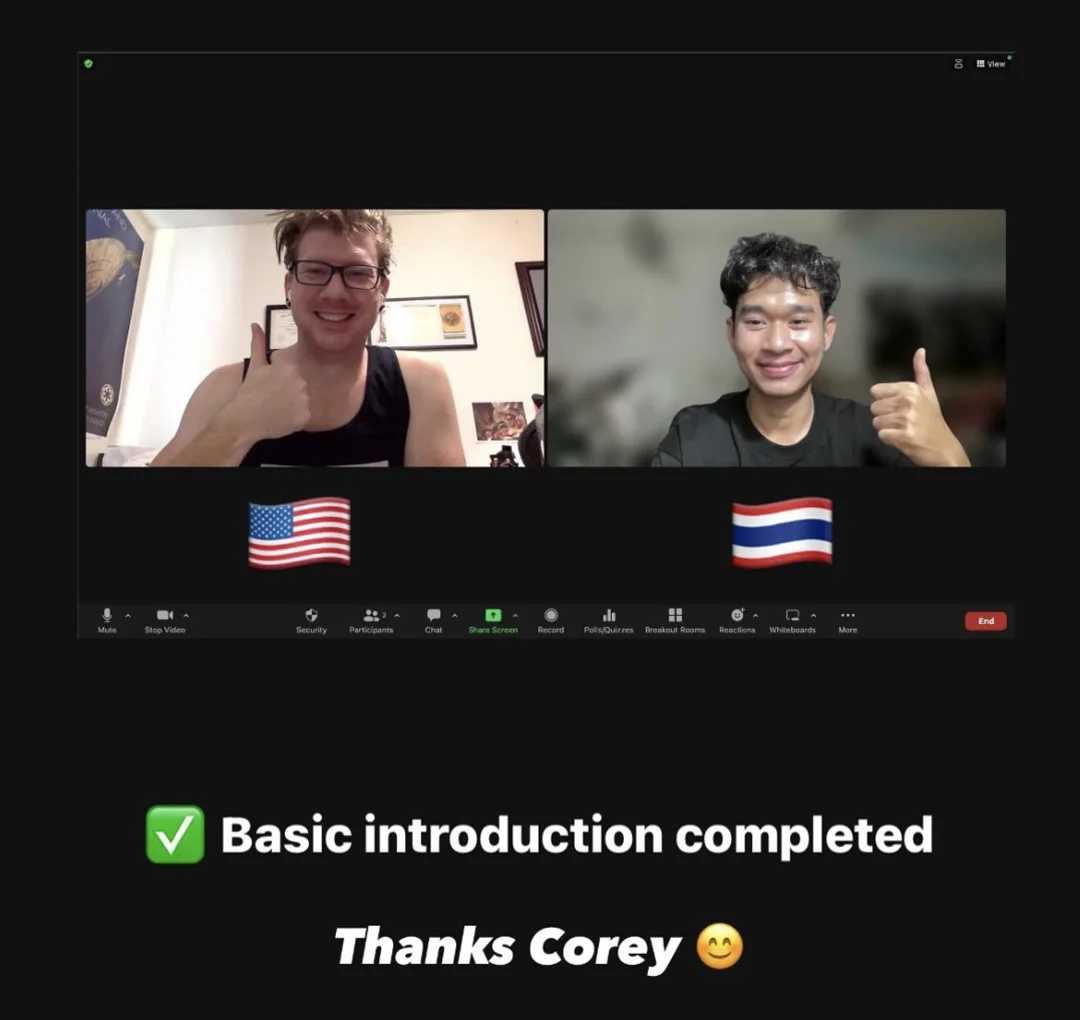 View
Mute
Stop Video
Security
Participants
2
Chat
Share Screen
Record
Polls/Quizzes
Breakout Rooms
Reactions
Whiteboards
More
End
✅ Basic introduction completed
Thanks Corey 😊